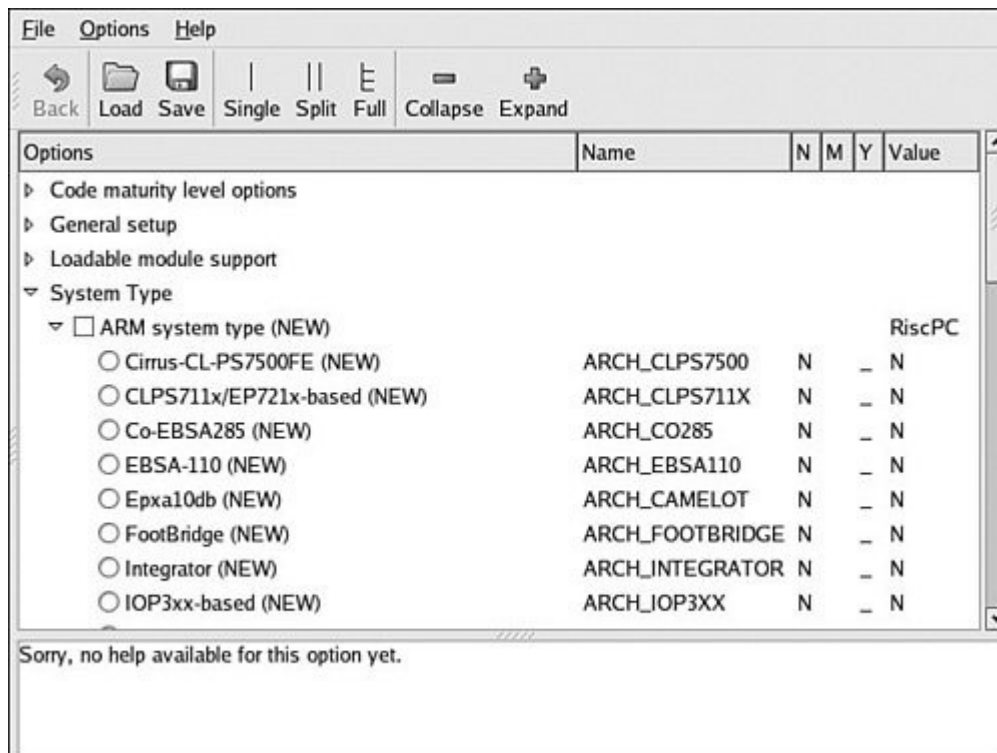 File Options Help
Back Load Save Single Split Full Collapse Expand
Options Name N M Y Value
Code maturity level options
General setup
Loadable module support
System Type
ARM system type (NEW) RiscPC
Cirrus-CL-PS7500FE (NEW) ARCH_CLPS7500 N _ N
CLPS711x/EP721x-based (NEW) ARCH_CLPS711X N _ N
Co-EBSA285 (NEW) ARCH_CO285 N _ N
EBSA-110 (NEW) ARCH_EBSA110 N _ N
Epxa10db (NEW) ARCH_CAMELOT N _ N
FootBridge (NEW) ARCH_FOOTBRIDGE N _ N
Integrator (NEW) ARCH_INTEGRATOR N _ N
IOP3xx-based (NEW) ARCH_IOP3XX N _ N
Sorry, no help available for this option yet.